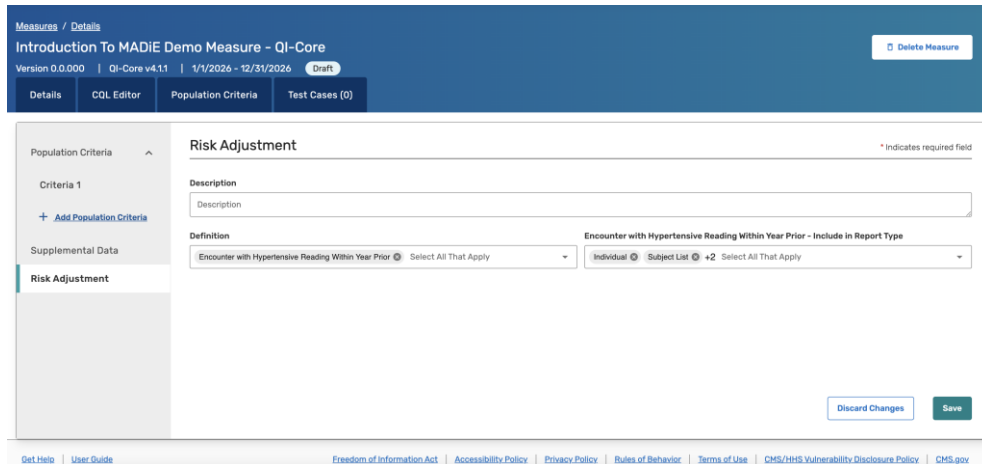 Measures / Details
Introduction To MADiE Demo Measure - QI-Core
Delete Measure
Version 0.0.000 | QI-Core v4.1.1 | 1/1/2026 - 12/31/2026 Draft
Details CQL Editor Population Criteria Test Cases (0)
Population Criteria
Criteria 1
+ Add Population Criteria
Supplemental Data
Risk Adjustment
Risk Adjustment
* Indicates required field
Description
Description
Definition
Encounter with Hypertensive Reading Within Year Prior Select All That Apply
Encounter with Hypertensive Reading Within Year Prior - Include in Report Type
Individual Subject List +2 Select All That Apply
Discard Changes Save
Get Help | User Guide Freedom of Information Act | Accessibility Policy | Privacy Policy | Rules of Behavior | Terms of Use | CMS/HHS Vulnerability Disclosure Policy | CMS.gov